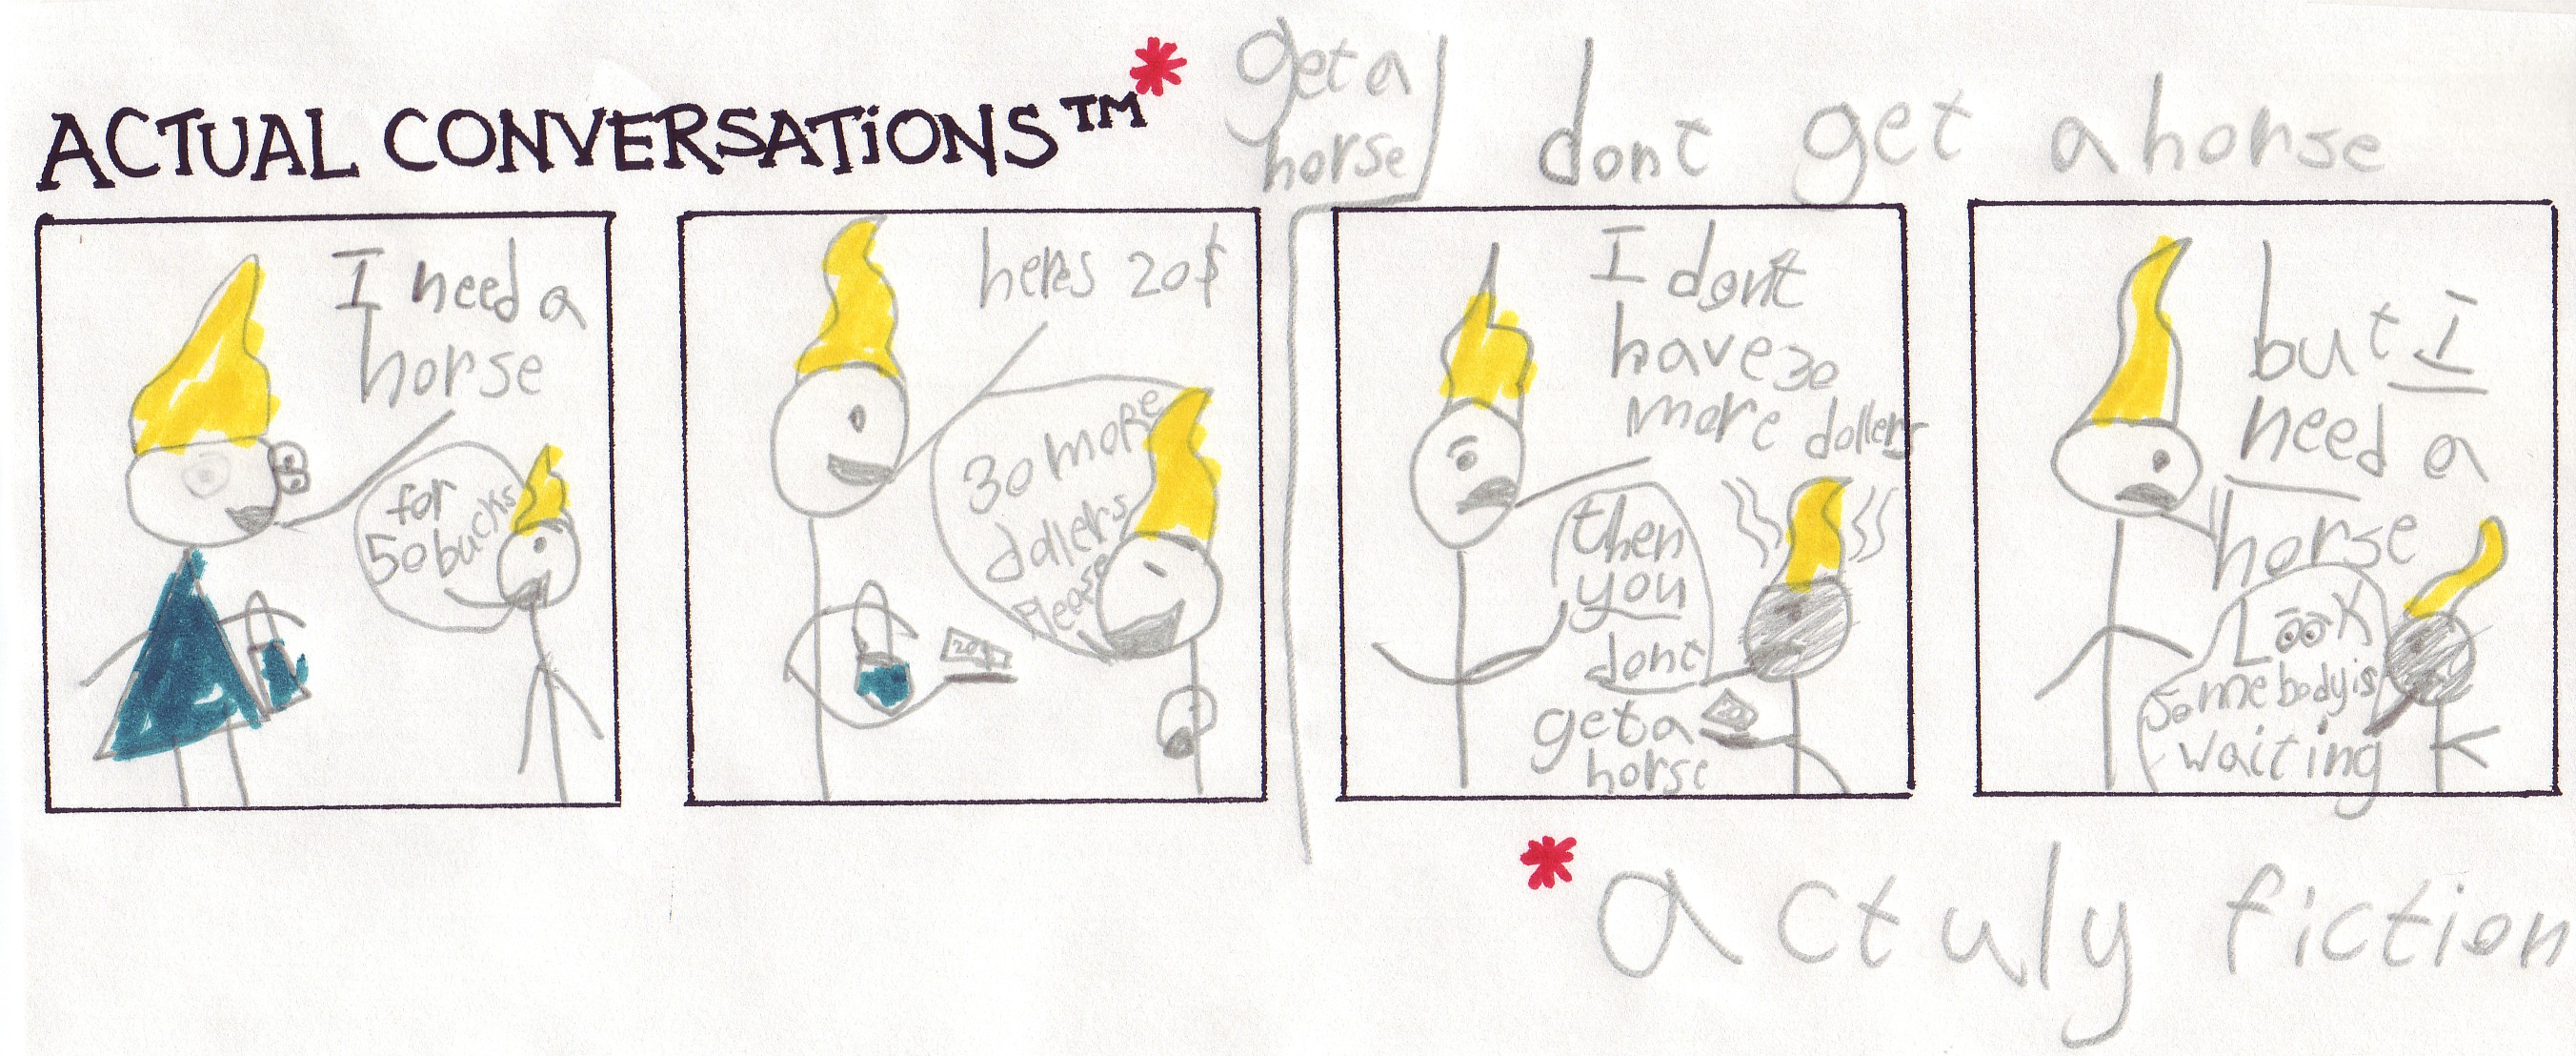 ACTUAL CONVERSATIONS™*
get a
horse
dont get a horse
I need a
horse
for
50 bucks
heres 20$
30 more
dollers
Please
20$
I dont
have 30
more dollers
then
you
dont
get a
horse
20
but I
need a
horse
Look
Somebody is
waiting
* actuly fiction